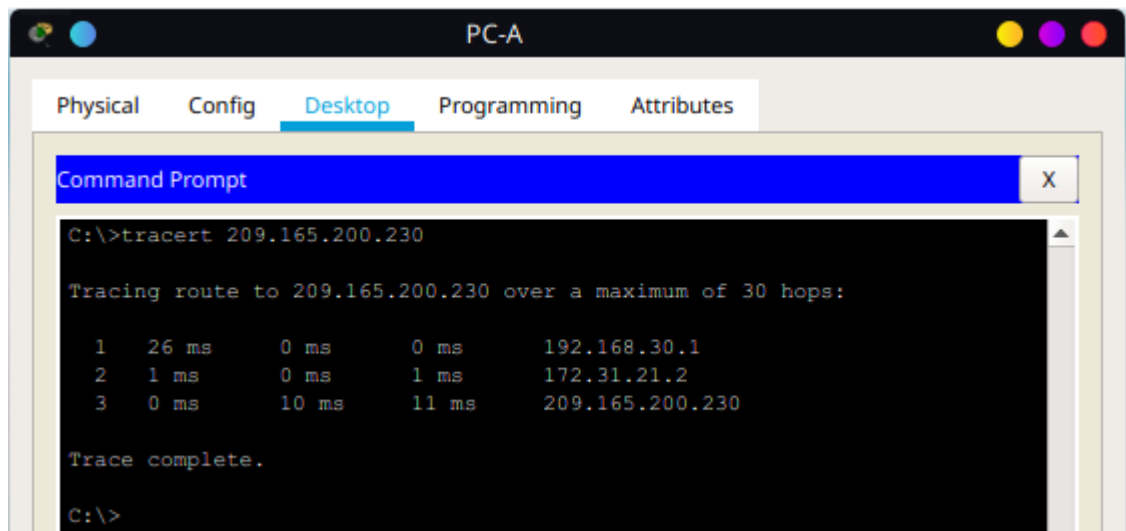 PC-A
Physical Config Desktop Programming Attributes
Command Prompt X
C:\>tracert 209.165.200.230
Tracing route to 209.165.200.230 over a maximum of 30 hops:
1 26 ms 0 ms 0 ms 192.168.30.1
2 1 ms 0 ms 1 ms 172.31.21.2
3 0 ms 10 ms 11 ms 209.165.200.230
Trace complete.
C:\>